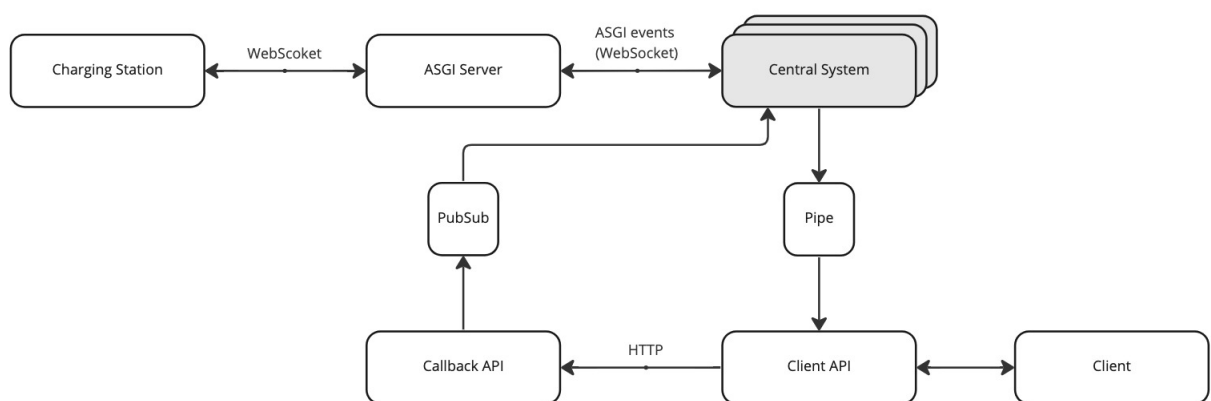 Charging Station
WebScoket
ASGI Server
ASGI events
(WebSocket)
Central System
PubSub
Pipe
Callback API
HTTP
Client API
Client